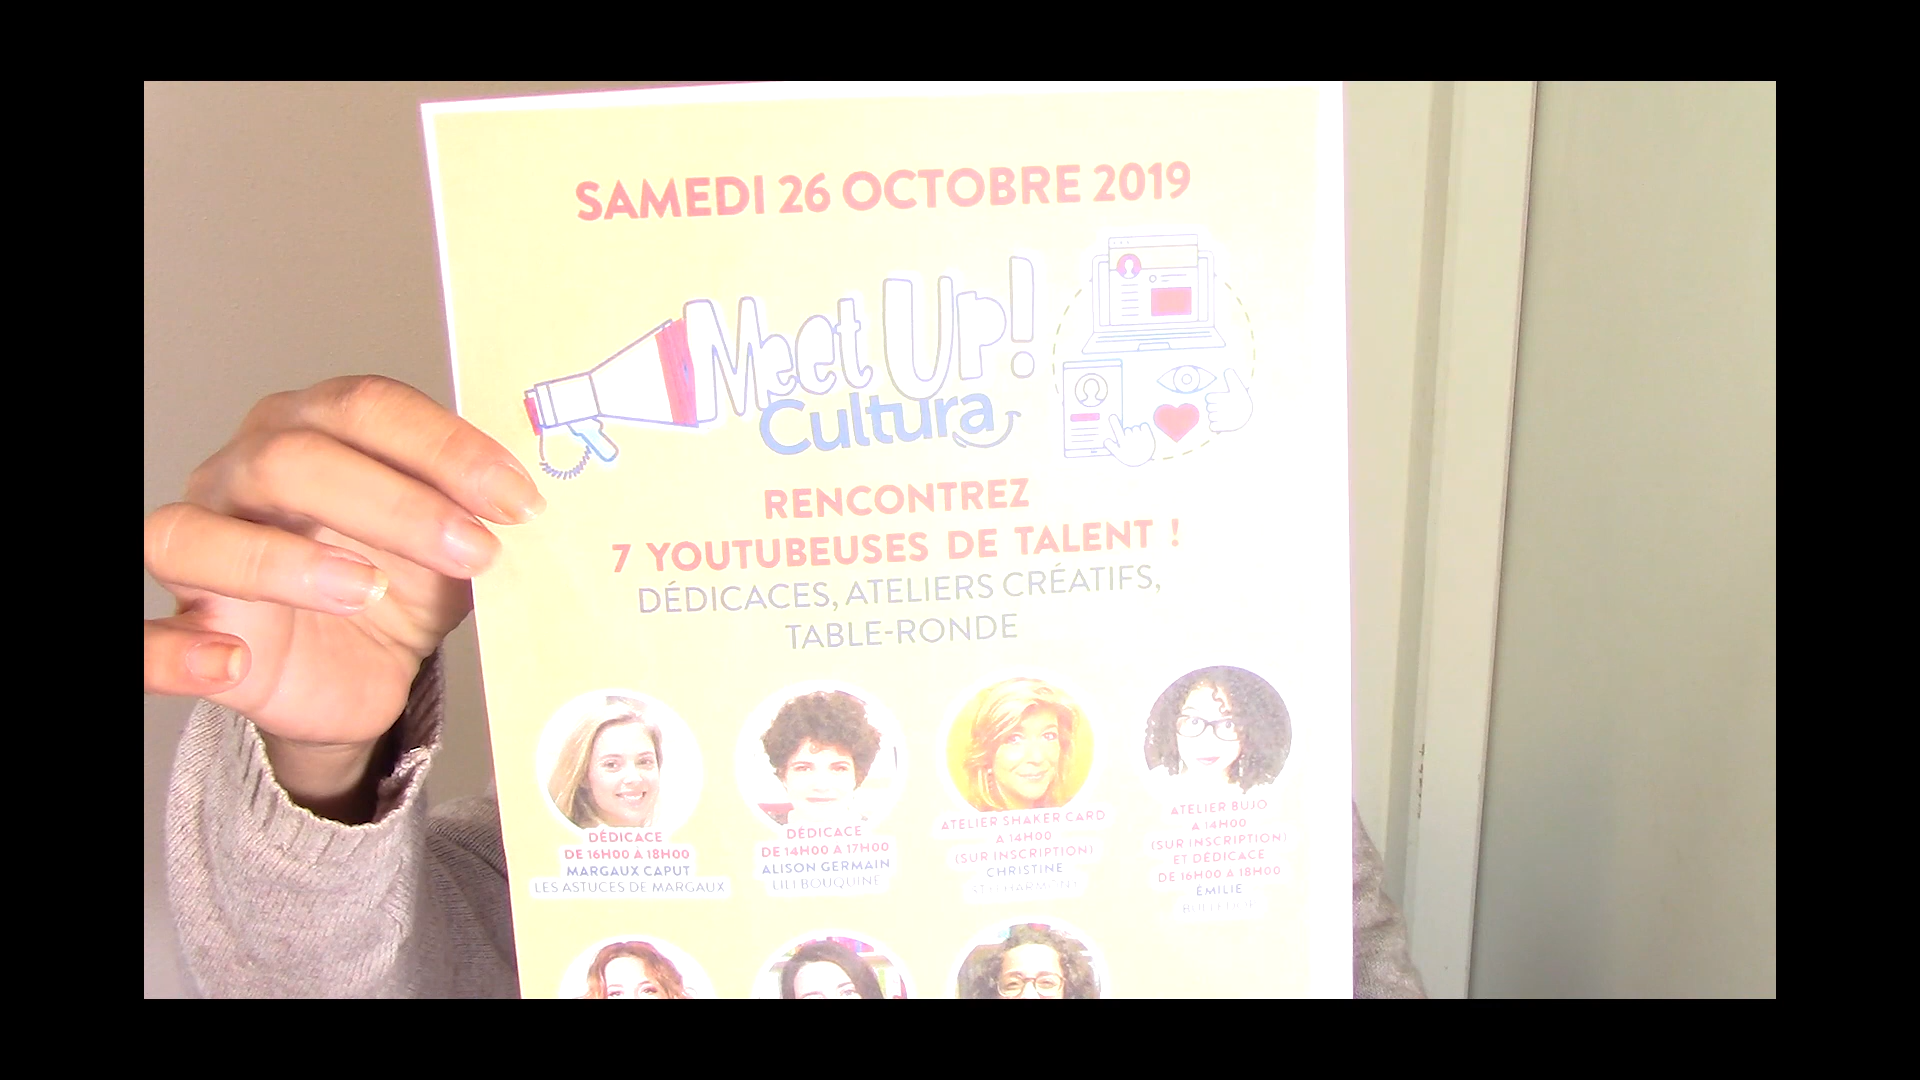 SAMEDI 26 OCTOBRE 2019
Meet Up!
Cultura
RENCONTREZ
7 YOUTUBEUSES DE TALENT !
DÉDICACES, ATELIERS CRÉATIFS,
TABLE-RONDE
DÉDICACE
DE 16H00 A 18H00
MARGAUX CAPUT
LES ASTUCES DE MARGAUX
DÉDICACE
DE 14H00 A 17H00
ALISON GERMAIN
LILI BOUQUINE
ATELIER SHAKER CARD
A 14H00
(SUR INSCRIPTION)
CHRISTINE
ATELIER BUJO
A 14H00
(SUR INSCRIPTION)
ET DÉDICACE
DE 16H00 A 18H00
ÉMILIE